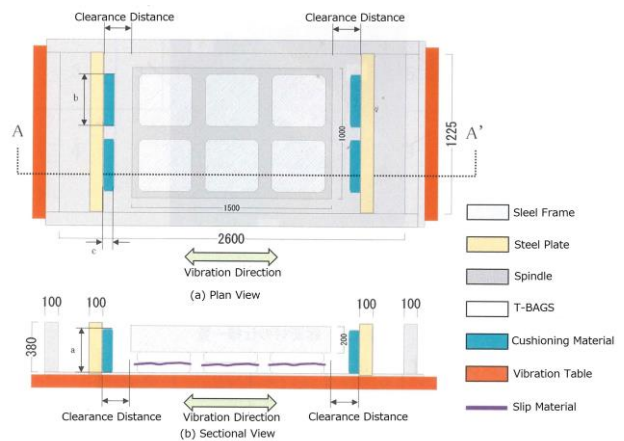 Clearance Distance
Clearance Distance
b
A
A'
1000
1225
1500
c
2600
Vibration Direction
(a) Plan View
100
100
100
100
380
a
200
Clearance Distance
Vibration Direction
Clearance Distance
(b) Sectional View
Sleel Frame
Steel Plate
Spindle
T-BAGS
Cushioning Material
Vibration Table
Slip Material